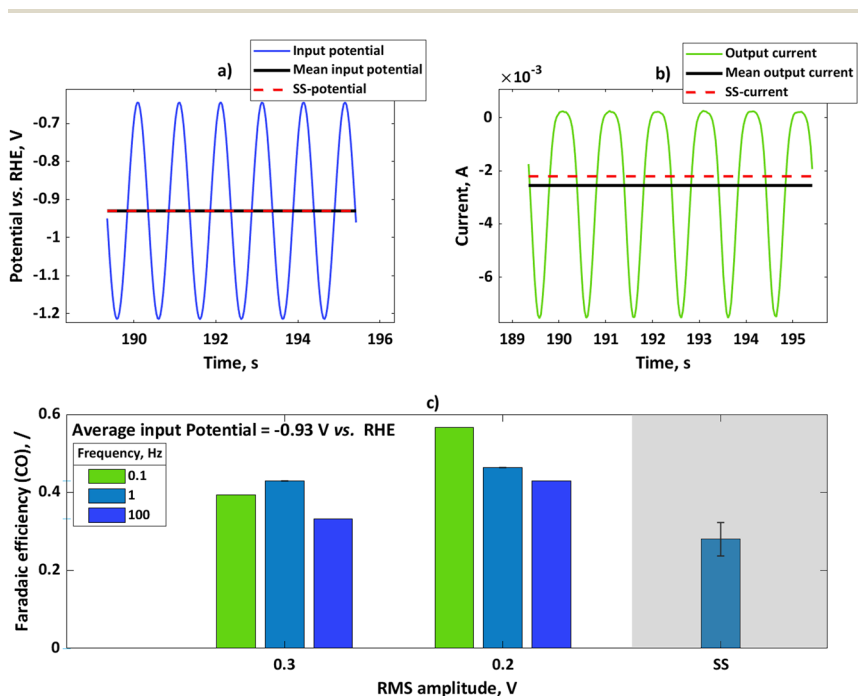 a)
Input potential
Mean input potential
SS-potential
-0.7
-0.8
-0.9
-1
-1.1
-1.2
Potential vs. RHE, V
190
192
194
196
Time, s
b)
Output current
Mean output current
SS-current
×10⁻³
0
-2
-4
-6
Current, A
189
190
191
192
193
194
195
Time, s
c)
Average input Potential = -0.93 V vs. RHE
Frequency, Hz
0.1
1
100
0.6
0.4
0.2
0
Faradaic efficiency (CO), /
0.3
0.2
SS
RMS amplitude, V